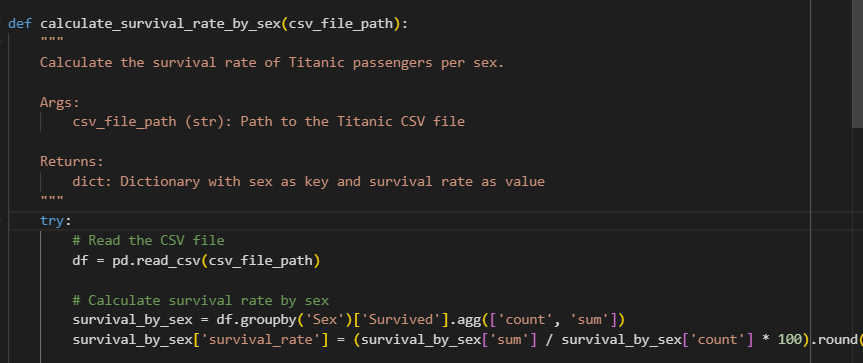 def calculate_survival_rate_by_sex(csv_file_path):
    """
    Calculate the survival rate of Titanic passengers per sex.

    Args:
        csv_file_path (str): Path to the Titanic CSV file

    Returns:
        dict: Dictionary with sex as key and survival rate as value
    """
    try:
        # Read the CSV file
        df = pd.read_csv(csv_file_path)

        # Calculate survival rate by sex
        survival_by_sex = df.groupby('Sex')['Survived'].agg(['count', 'sum'])
        survival_by_sex['survival_rate'] = (survival_by_sex['sum'] / survival_by_sex['count'] * 100).round(